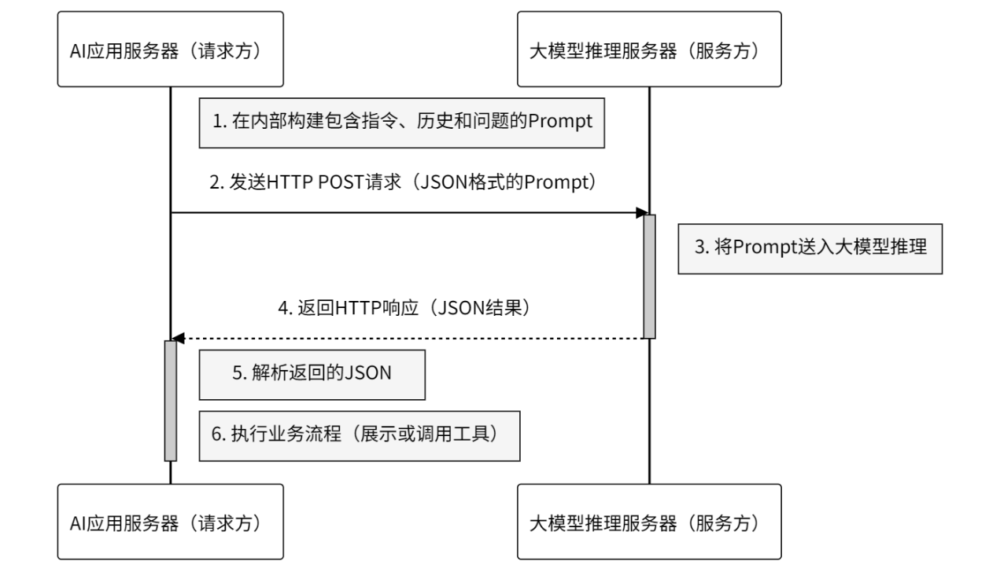 AI应用服务器（请求方）
大模型推理服务器（服务方）
1. 在内部构建包含指令、历史和问题的Prompt
2. 发送HTTP POST请求（JSON格式的Prompt）
3. 将Prompt送入大模型推理
4. 返回HTTP响应（JSON结果）
5. 解析返回的JSON
6. 执行业务流程（展示或调用工具）
AI应用服务器（请求方）
大模型推理服务器（服务方）